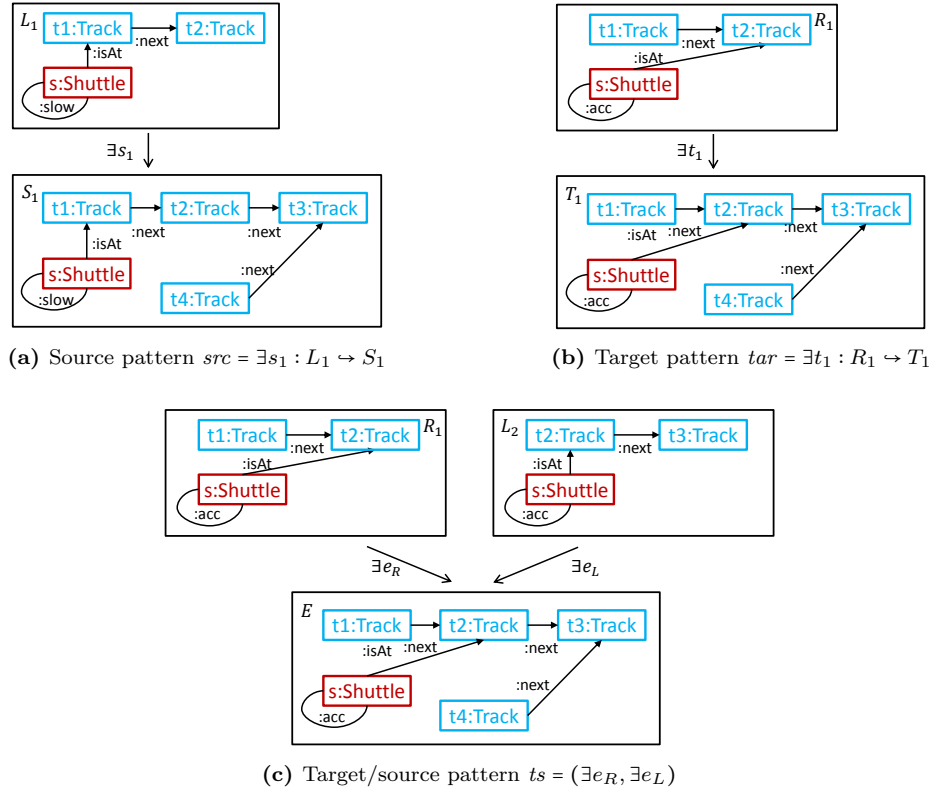 L₁
t1:Track
t2:Track
:next
:isAt
s:Shuttle
:slow
∃s₁
S₁
t1:Track
t2:Track
t3:Track
:next
:next
:isAt
s:Shuttle
:slow
:next
t4:Track
(a) Source pattern src = ∃s₁ : L₁ ↪ S₁
R₁
t1:Track
t2:Track
:next
:isAt
s:Shuttle
:acc
∃t₁
T₁
t1:Track
t2:Track
t3:Track
:isAt
:next
:next
s:Shuttle
:acc
:next
t4:Track
(b) Target pattern tar = ∃t₁ : R₁ ↪ T₁
R₁
t1:Track
t2:Track
:next
:isAt
s:Shuttle
:acc
∃e_R
L₂
t2:Track
t3:Track
:next
:isAt
s:Shuttle
:acc
∃e_L
E
t1:Track
t2:Track
t3:Track
:isAt
:next
:next
s:Shuttle
:acc
:next
t4:Track
(c) Target/source pattern ts = (∃e_R, ∃e_L)